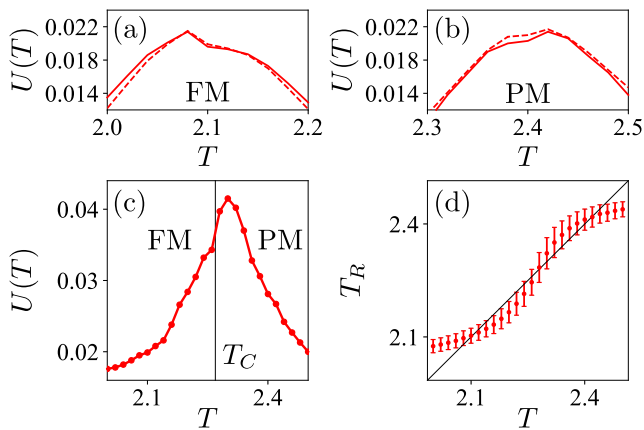 (a)
U(T)
0.022
0.018
0.014
FM
2.0
2.1
2.2
T
(b)
U(T)
0.022
0.018
0.014
PM
2.3
2.4
2.5
T
(c)
U(T)
0.04
0.03
0.02
FM
PM
T_C
2.1
2.4
T
(d)
T_R
2.4
2.1
2.1
2.4
T